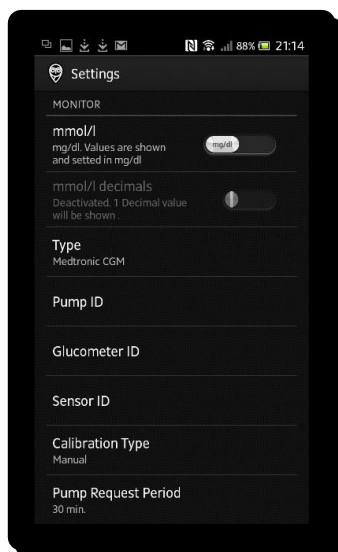 88% 21:14
Settings
MONITOR
mmol/l
mg/dl. Values are shown
and setted in mg/dl
mg/dl
mmol/l decimals
Deactivated. 1 Decimal value
will be shown .
Type
Medtronic CGM
Pump ID
Glucometer ID
Sensor ID
Calibration Type
Manual
Pump Request Period
30 min.